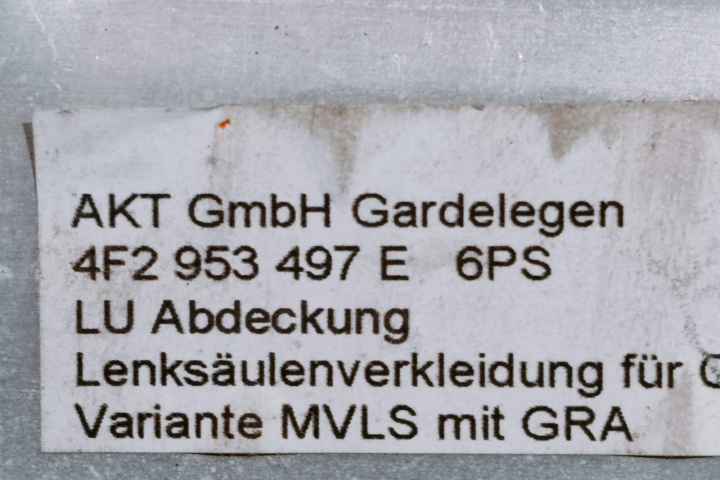 AKT GmbH Gardelegen
4F2 953 497 E 6PS
LU Abdeckung
Lenksäulenverkleidung für
Variante MVLS mit GRA